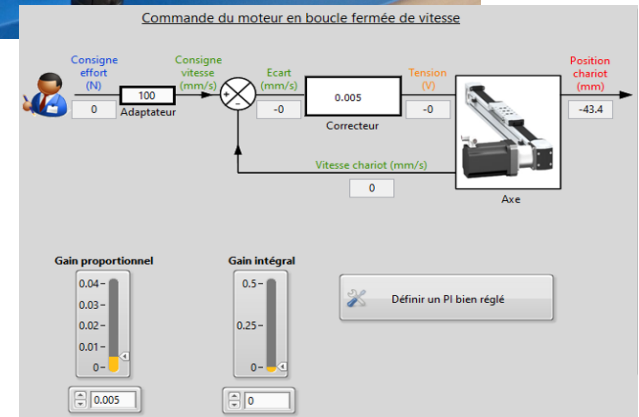 Commande du moteur en boucle fermée de vitesse
Consigne
effort
(N)
0
100
Adaptateur
Consigne
vitesse
(mm/s)
+
-
Ecart
(mm/s)
-0
0.005
Correcteur
Tension
(V)
-0
Position
chariot
(mm)
-43.4
Vitesse chariot (mm/s)
0
Axe
Gain proportionnel
0.04
0.03
0.02
0.01
0
0.005
Gain intégral
0.5
0.25
0
0
Définir un PI bien réglé